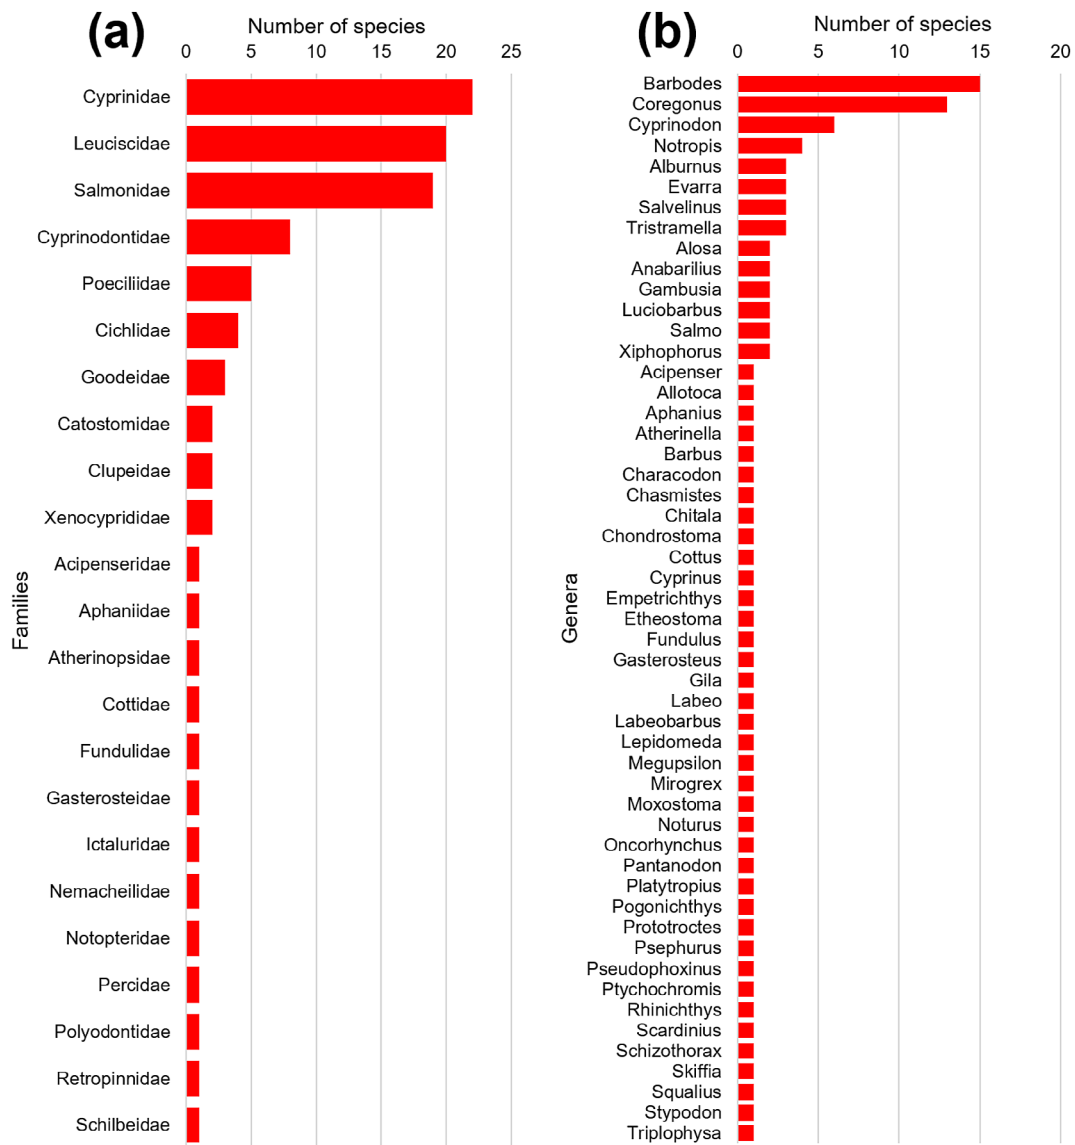 (a)
Number of species
0 5 10 15 20 25
Families
Cyprinidae
Leuciscidae
Salmonidae
Cyprinodontidae
Poeciliidae
Cichlidae
Goodeidae
Catostomidae
Clupeidae
Xenocyprididae
Acipenseridae
Aphaniidae
Atherinopsidae
Cottidae
Fundulidae
Gasterosteidae
Ictaluridae
Nemacheilidae
Notopteridae
Percidae
Polyodontidae
Retropinnidae
Schilbeidae
(b)
Number of species
0 5 10 15 20
Genera
Barbodes
Coregonus
Cyprinodon
Notropis
Alburnus
Evarra
Salvelinus
Tristramella
Alosa
Anabarilius
Gambusia
Luciobarbus
Salmo
Xiphophorus
Acipenser
Allotoca
Aphanius
Atherinella
Barbus
Characodon
Chasmistes
Chitala
Chondrostoma
Cottus
Cyprinus
Empetrichthys
Etheostoma
Fundulus
Gasterosteus
Gila
Labeo
Labeobarbus
Lepidomeda
Megupsilon
Mirogrex
Moxostoma
Noturus
Oncorhynchus
Pantanodon
Platytropius
Pogonichthys
Prototroctes
Psephurus
Pseudophoxinus
Ptychochromis
Rhinichthys
Scardinius
Schizothorax
Skiffia
Squalius
Stypodon
Triplophysa